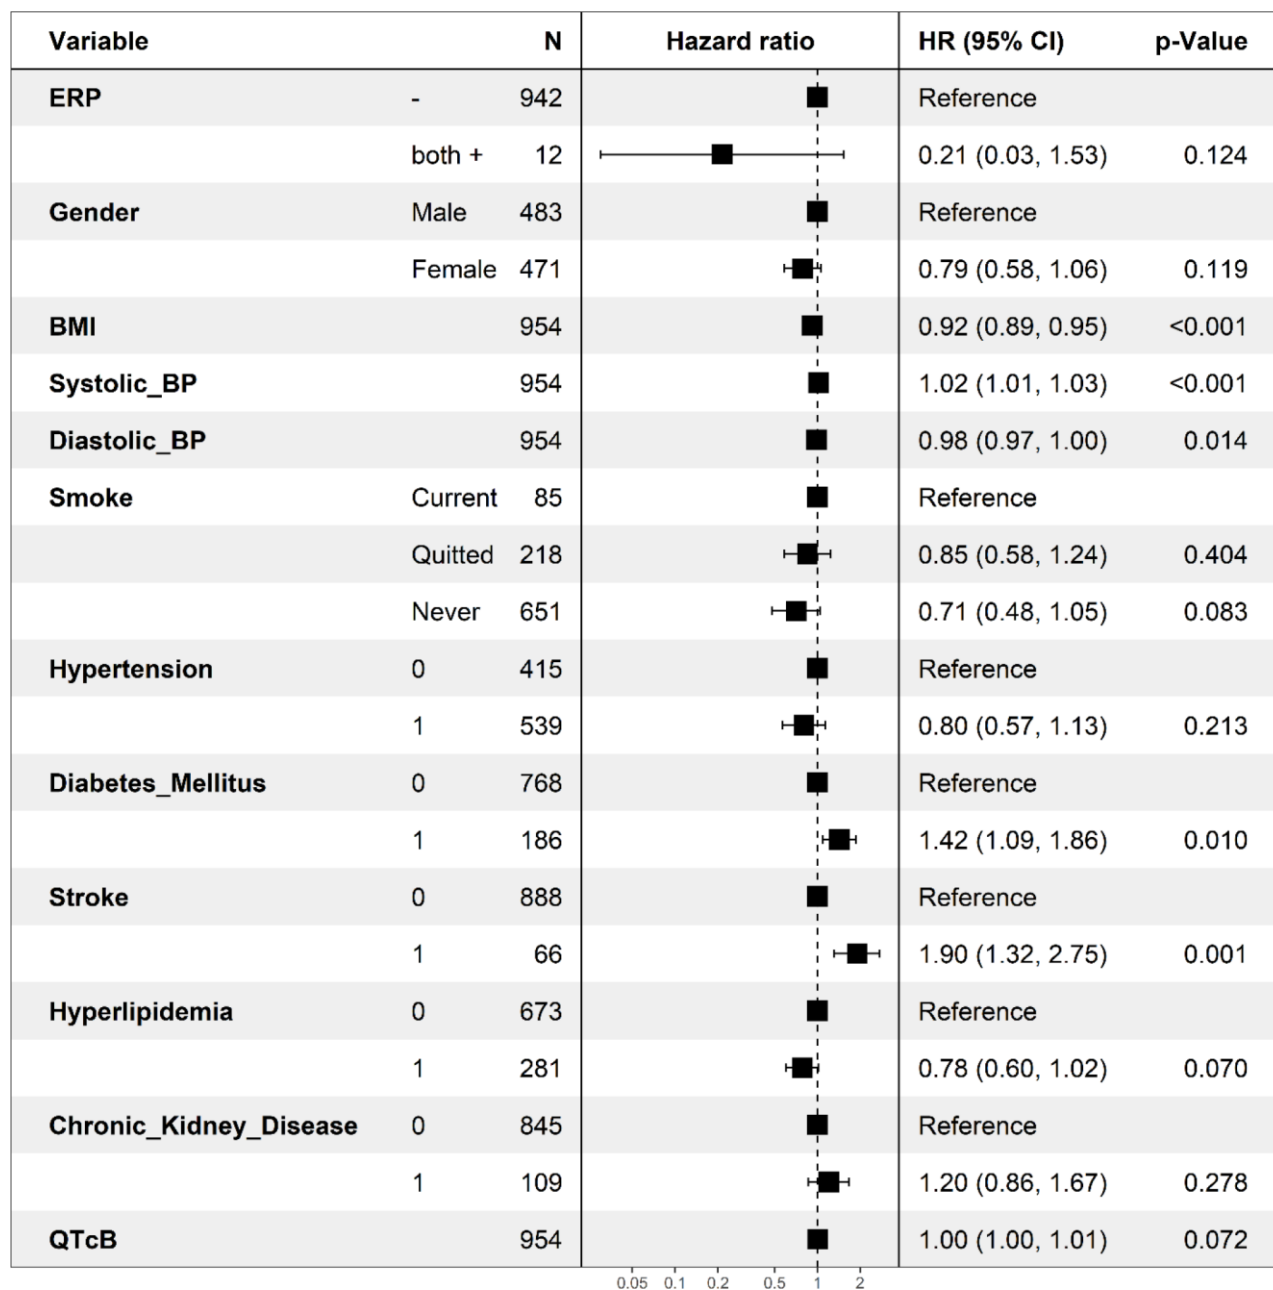 Variable N Hazard ratio HR (95% CI) p-Value
ERP - 942 Reference
both + 12 0.21 (0.03, 1.53) 0.124
Gender Male 483 Reference
Female 471 0.79 (0.58, 1.06) 0.119
BMI 954 0.92 (0.89, 0.95) <0.001
Systolic_BP 954 1.02 (1.01, 1.03) <0.001
Diastolic_BP 954 0.98 (0.97, 1.00) 0.014
Smoke Current 85 Reference
Quitted 218 0.85 (0.58, 1.24) 0.404
Never 651 0.71 (0.48, 1.05) 0.083
Hypertension 0 415 Reference
1 539 0.80 (0.57, 1.13) 0.213
Diabetes_Mellitus 0 768 Reference
1 186 1.42 (1.09, 1.86) 0.010
Stroke 0 888 Reference
1 66 1.90 (1.32, 2.75) 0.001
Hyperlipidemia 0 673 Reference
1 281 0.78 (0.60, 1.02) 0.070
Chronic_Kidney_Disease 0 845 Reference
1 109 1.20 (0.86, 1.67) 0.278
QTcB 954 1.00 (1.00, 1.01) 0.072
0.05 0.1 0.2 0.5 1 2